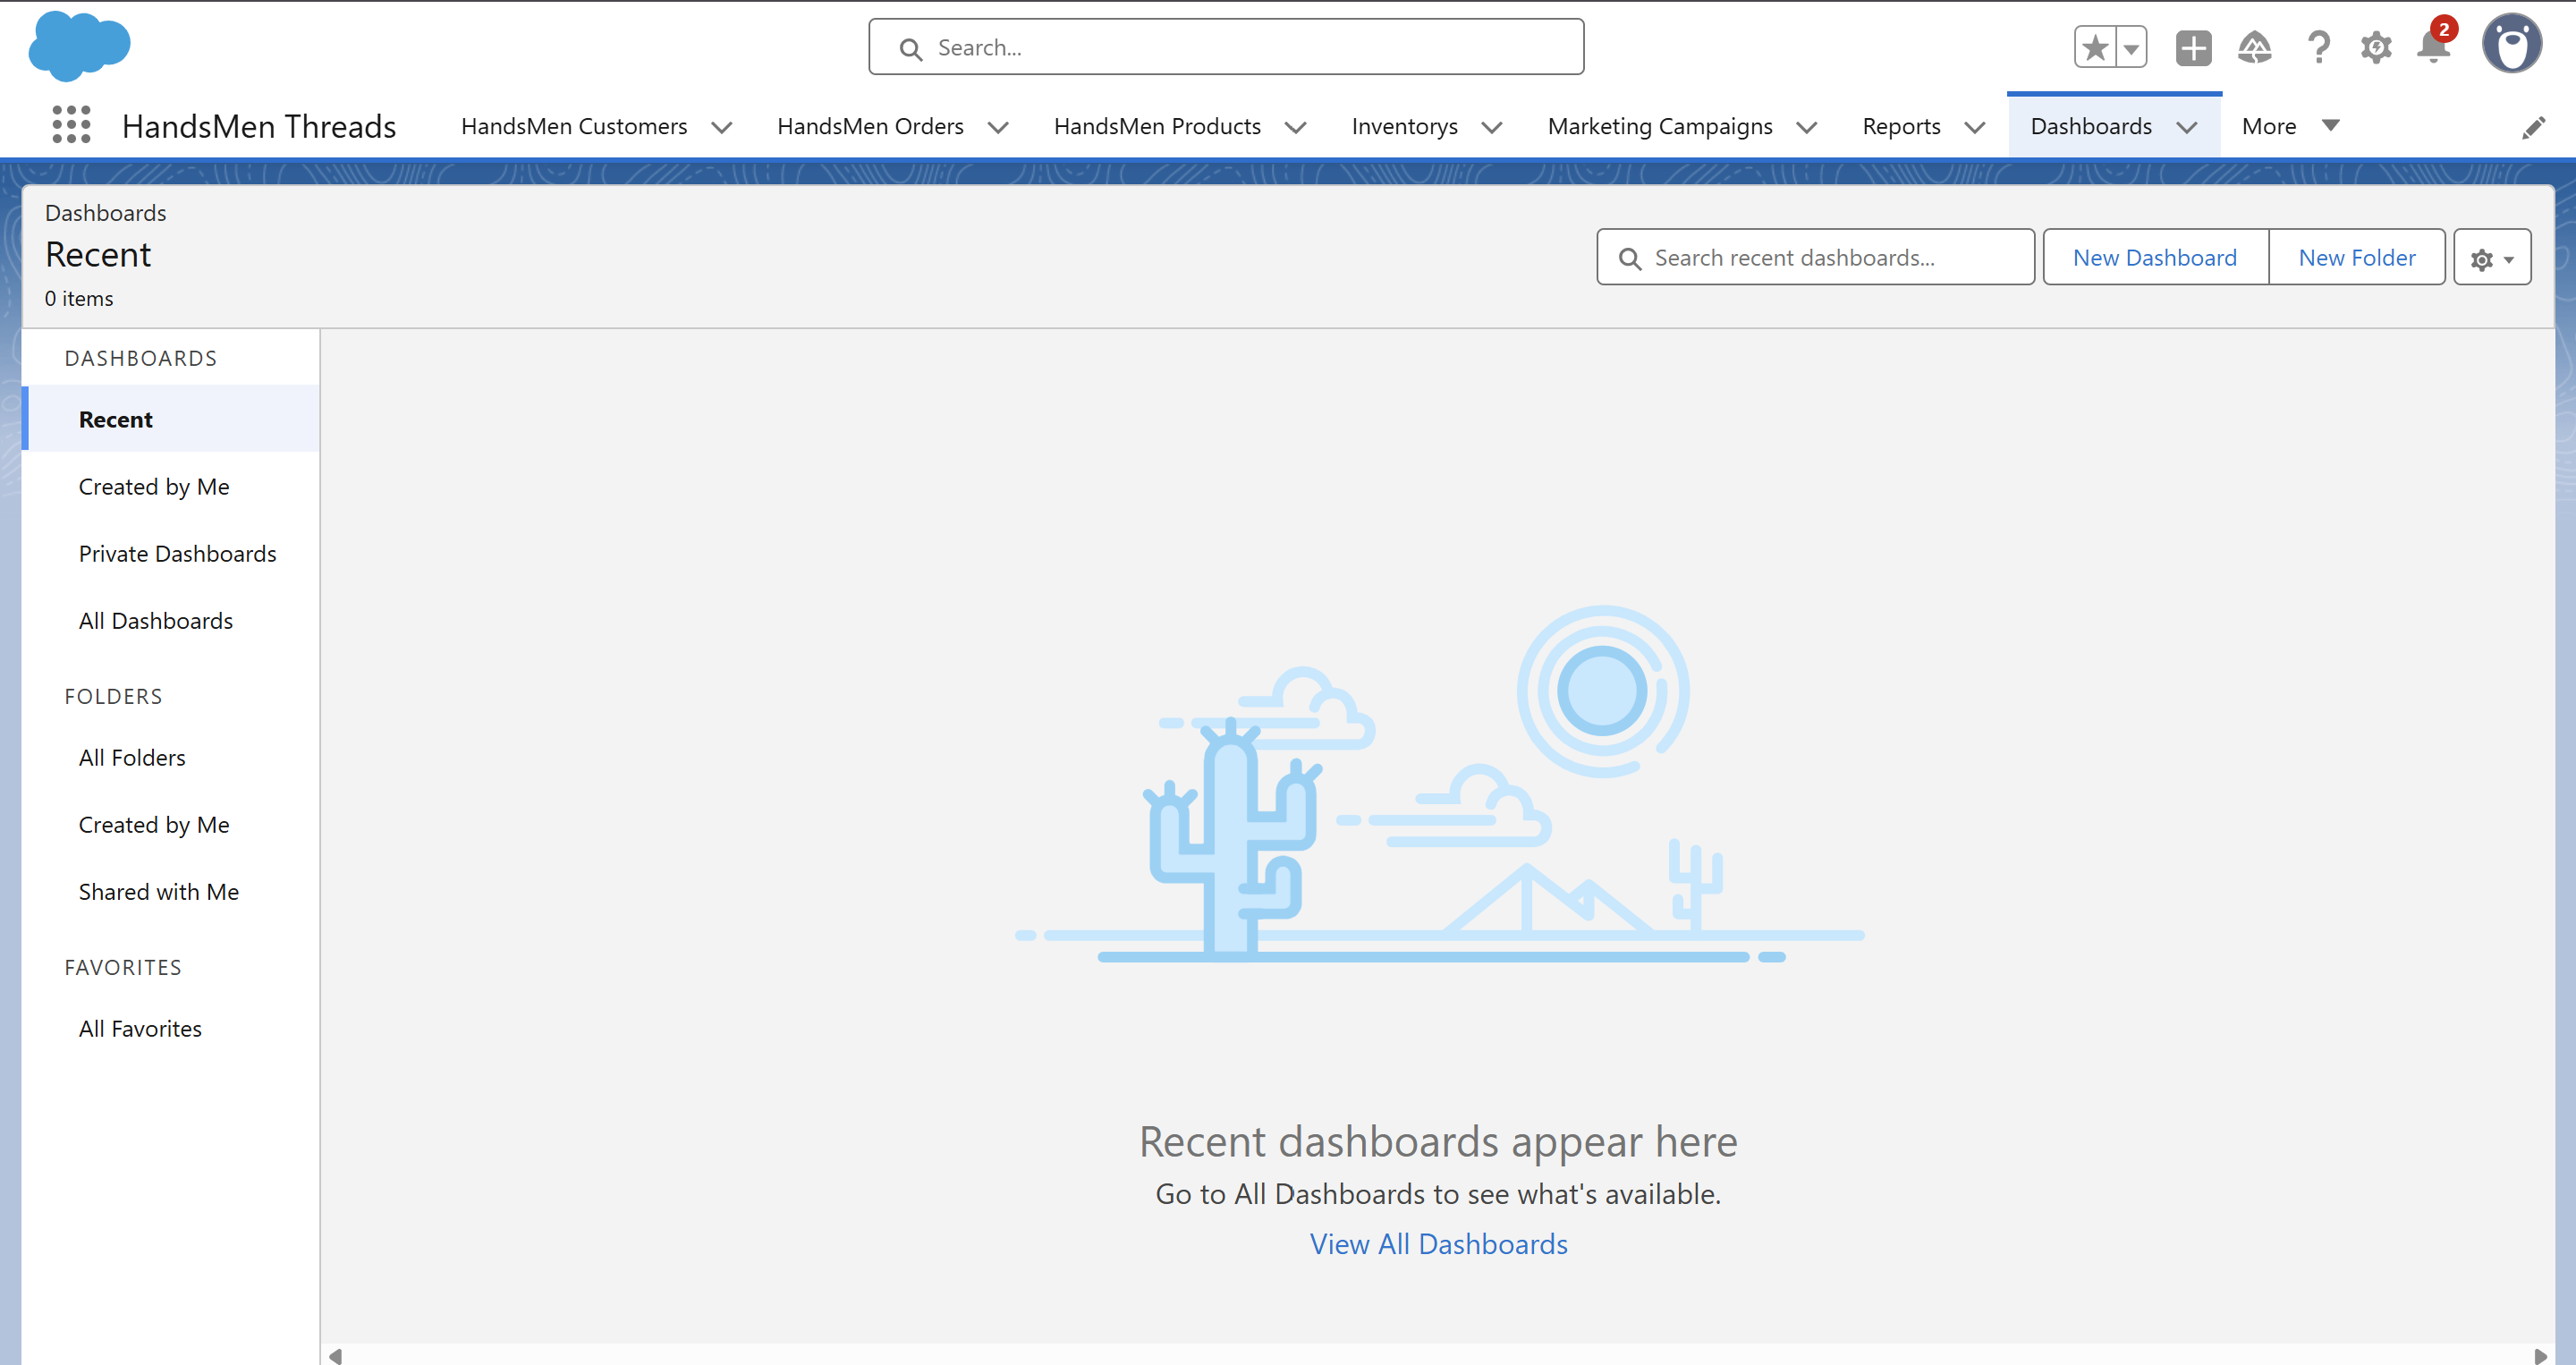 Search...
2
HandsMen Threads
HandsMen Customers
HandsMen Orders
HandsMen Products
Inventorys
Marketing Campaigns
Reports
Dashboards
More
Dashboards
Recent
0 items
Search recent dashboards...
New Dashboard
New Folder
DASHBOARDS
Recent
Created by Me
Private Dashboards
All Dashboards
FOLDERS
All Folders
Created by Me
Shared with Me
FAVORITES
All Favorites
Recent dashboards appear here
Go to All Dashboards to see what's available.
View All Dashboards